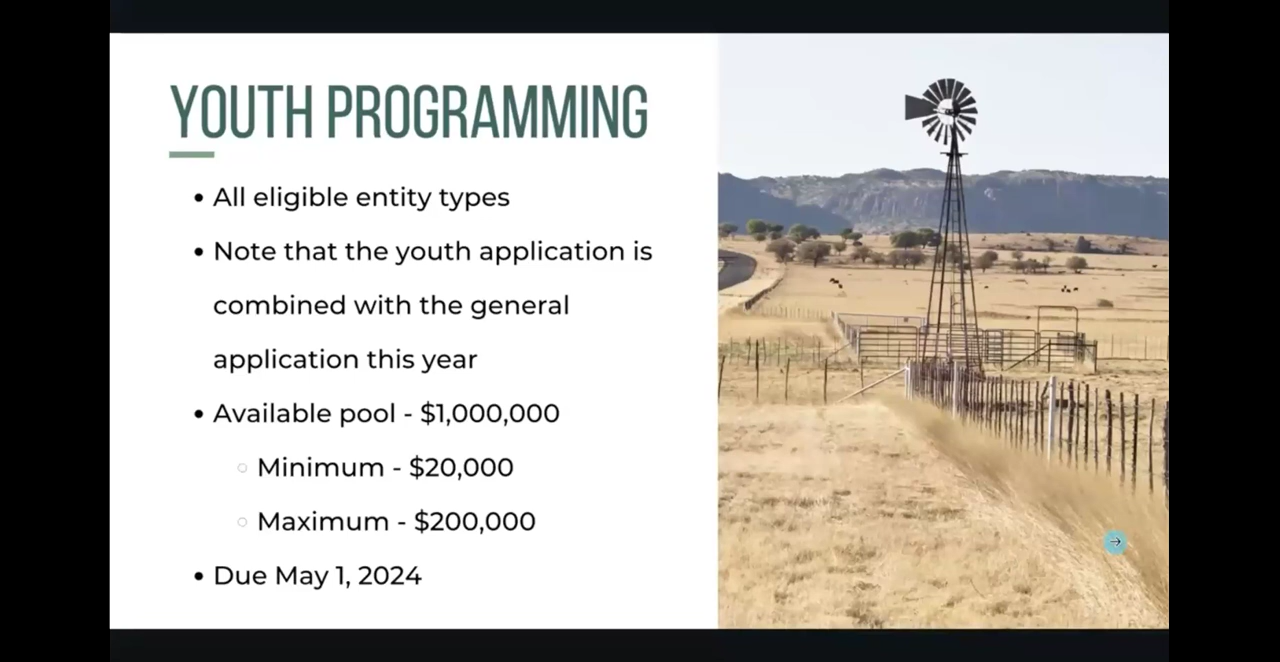 YOUTH PROGRAMMING
• All eligible entity types
• Note that the youth application is
combined with the general
application this year
• Available pool - $1,000,000
○ Minimum - $20,000
○ Maximum - $200,000
• Due May 1, 2024